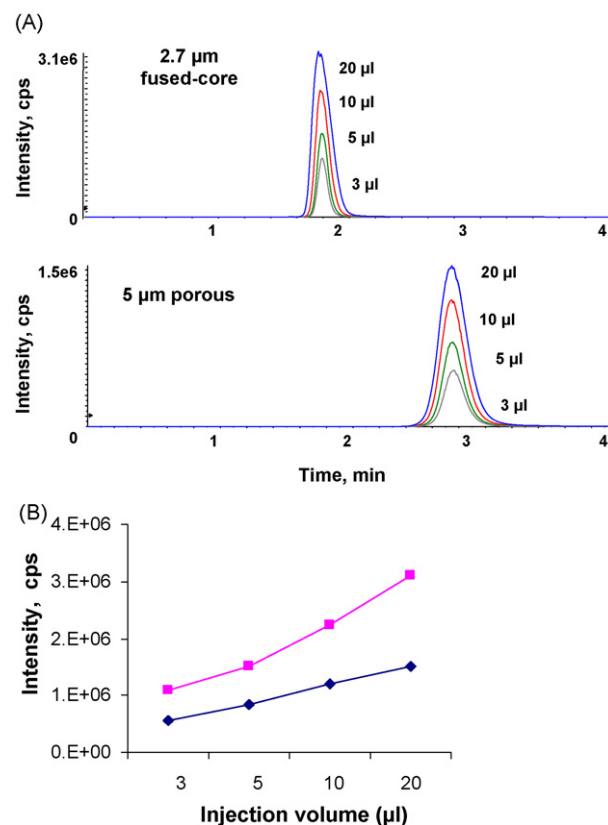 (A)
2.7 µm
fused-core
3.1e6
Intensity, cps
0
20 µl
10 µl
5 µl
3 µl
1 2 3 4
5 µm porous
1.5e6
Intensity, cps
0
20 µl
10 µl
5 µl
3 µl
1 2 3 4
Time, min
(B)
Intensity, cps
4.E+06
3.E+06
2.E+06
1.E+06
0.E+00
3 5 10 20
Injection volume (µl)